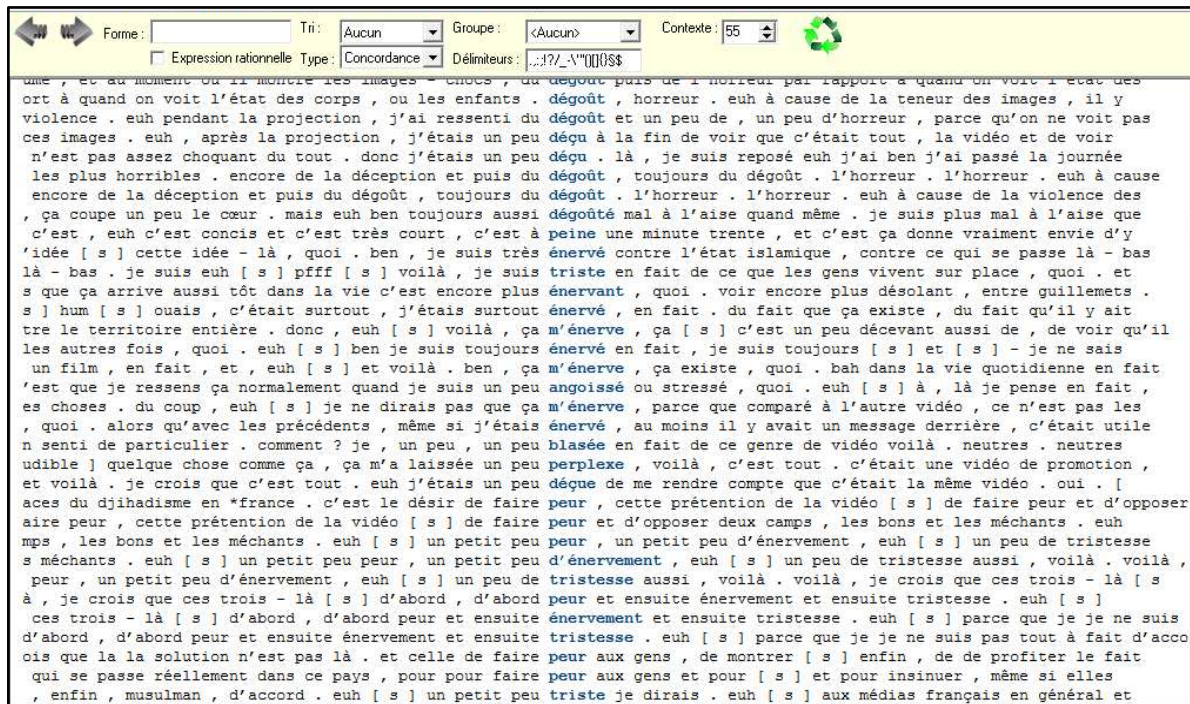 Forme : Tri : Aucun Groupe : <Aucun> Contexte : 55
Expression rationnelle Type : Concordance Délimiteurs : .,:;!?/_-\'"()[]{}§$
ume , et au moment où il montre les images - chocs , du dégoût puis de l'horreur par rapport à quand on voit l'état des
ort à quand on voit l'état des corps , ou les enfants . dégoût , horreur . euh à cause de la teneur des images , il y
violence . euh pendant la projection , j'ai ressenti du dégoût et un peu de , un peu d'horreur , parce qu'on ne voit pas
ces images . euh , après la projection , j'étais un peu déçu à la fin de voir que c'était tout , la vidéo et de voir
n'est pas assez choquant du tout . donc j'étais un peu déçu . là , je suis reposé euh j'ai ben j'ai passé la journée
les plus horribles . encore de la déception et puis du dégoût , toujours du dégoût . l'horreur . l'horreur . euh à cause
encore de la déception et puis du dégoût , toujours du dégoût . l'horreur . l'horreur . euh à cause de la violence des
, ça coupe un peu le cœur . mais euh ben toujours aussi dégoûté mal à l'aise quand même . je suis plus mal à l'aise que
c'est , euh c'est concis et c'est très court , c'est à peine une minute trente , et c'est ça donne vraiment envie d'y
'idée [ s ] cette idée - là , quoi . ben , je suis très énervé contre l'état islamique , contre ce qui se passe là - bas
là - bas . je suis euh [ s ] pfff [ s ] voilà , je suis triste en fait de ce que les gens vivent sur place , quoi . et
s que ça arrive aussi tôt dans la vie c'est encore plus énervant , quoi . voir encore plus désolant , entre guillemets .
s ] hum [ s ] ouais , c'était surtout , j'étais surtout énervé , en fait . du fait que ça existe , du fait qu'il y ait
tre le territoire entière . donc , euh [ s ] voilà , ça m'énerve , ça [ s ] c'est un peu décevant aussi de , de voir qu'il
les autres fois , quoi . euh [ s ] ben je suis toujours énervé en fait , je suis toujours [ s ] et [ s ] - je ne sais
un film , en fait , et , euh [ s ] et voilà . ben , ça m'énerve , ça existe , quoi . bah dans la vie quotidienne en fait
'est que je ressens ça normalement quand je suis un peu angoissé ou stressé , quoi . euh [ s ] à , là je pense en fait ,
es choses . du coup , euh [ s ] je ne dirais pas que ça m'énerve , parce que comparé à l'autre vidéo , ce n'est pas les
, quoi . alors qu'avec les précédents , même si j'étais énervé , au moins il y avait un message derrière , c'était utile
n senti de particulier . comment ? je , un peu , un peu blasée en fait de ce genre de vidéo voilà . neutres . neutres
udible ] quelque chose comme ça , ça m'a laissée un peu perplexe , voilà , c'est tout . c'était une vidéo de promotion ,
et voilà . je crois que c'est tout . euh j'étais un peu déçue de me rendre compte que c'était la même vidéo . oui . [
aces du djihadisme en *france . c'est le désir de faire peur , cette prétention de la vidéo [ s ] de faire peur et d'opposer
aire peur , cette prétention de la vidéo [ s ] de faire peur et d'opposer deux camps , les bons et les méchants . euh
mps , les bons et les méchants . euh [ s ] un petit peu peur , un petit peu d'énervement , euh [ s ] un peu de tristesse
s méchants . euh [ s ] un petit peu peur , un petit peu d'énervement , euh [ s ] un peu de tristesse aussi , voilà . voilà ,
peur , un petit peu d'énervement , euh [ s ] un peu de tristesse aussi , voilà . voilà , je crois que ces trois - là [ s
à , je crois que ces trois - là [ s ] d'abord , d'abord peur et ensuite énervement et ensuite tristesse . euh [ s ]
ces trois - là [ s ] d'abord , d'abord peur et ensuite énervement et ensuite tristesse . euh [ s ] parce que je je ne suis
d'abord , d'abord peur et ensuite énervement et ensuite tristesse . euh [ s ] parce que je je ne suis pas tout à fait d'acco
ois que la la solution n'est pas là . et celle de faire peur aux gens , de montrer [ s ] enfin , de de profiter le fait
qui se passe réellement dans ce pays , pour pour faire peur aux gens et pour [ s ] et pour insinuer , même si elles
, enfin , musulman , d'accord . euh [ s ] un petit peu triste je dirais . euh [ s ] aux médias français en général et